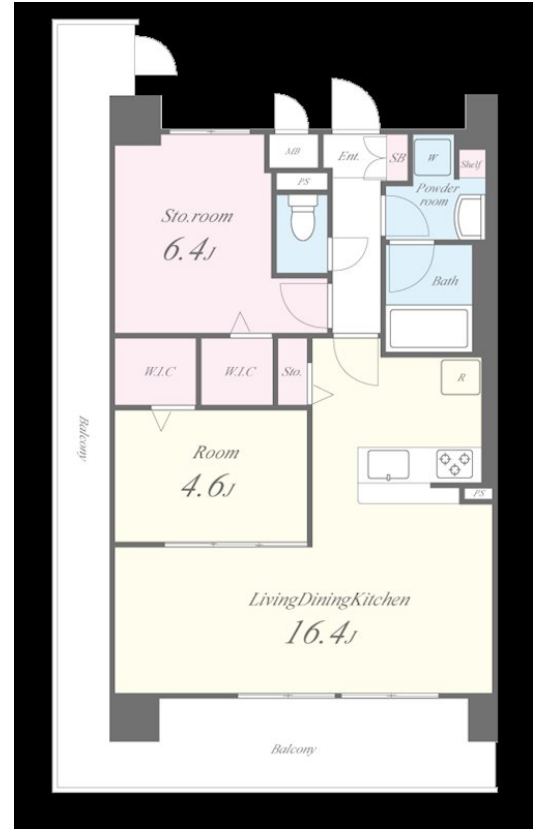 MB
Ent.
SB
W
Shelf
PS
Powder
room
Sto.room
6.4J
Bath
W.I.C
W.I.C
Sto.
R
Balcony
Room
4.6J
PS
LivingDiningKitchen
16.4J
Balcony